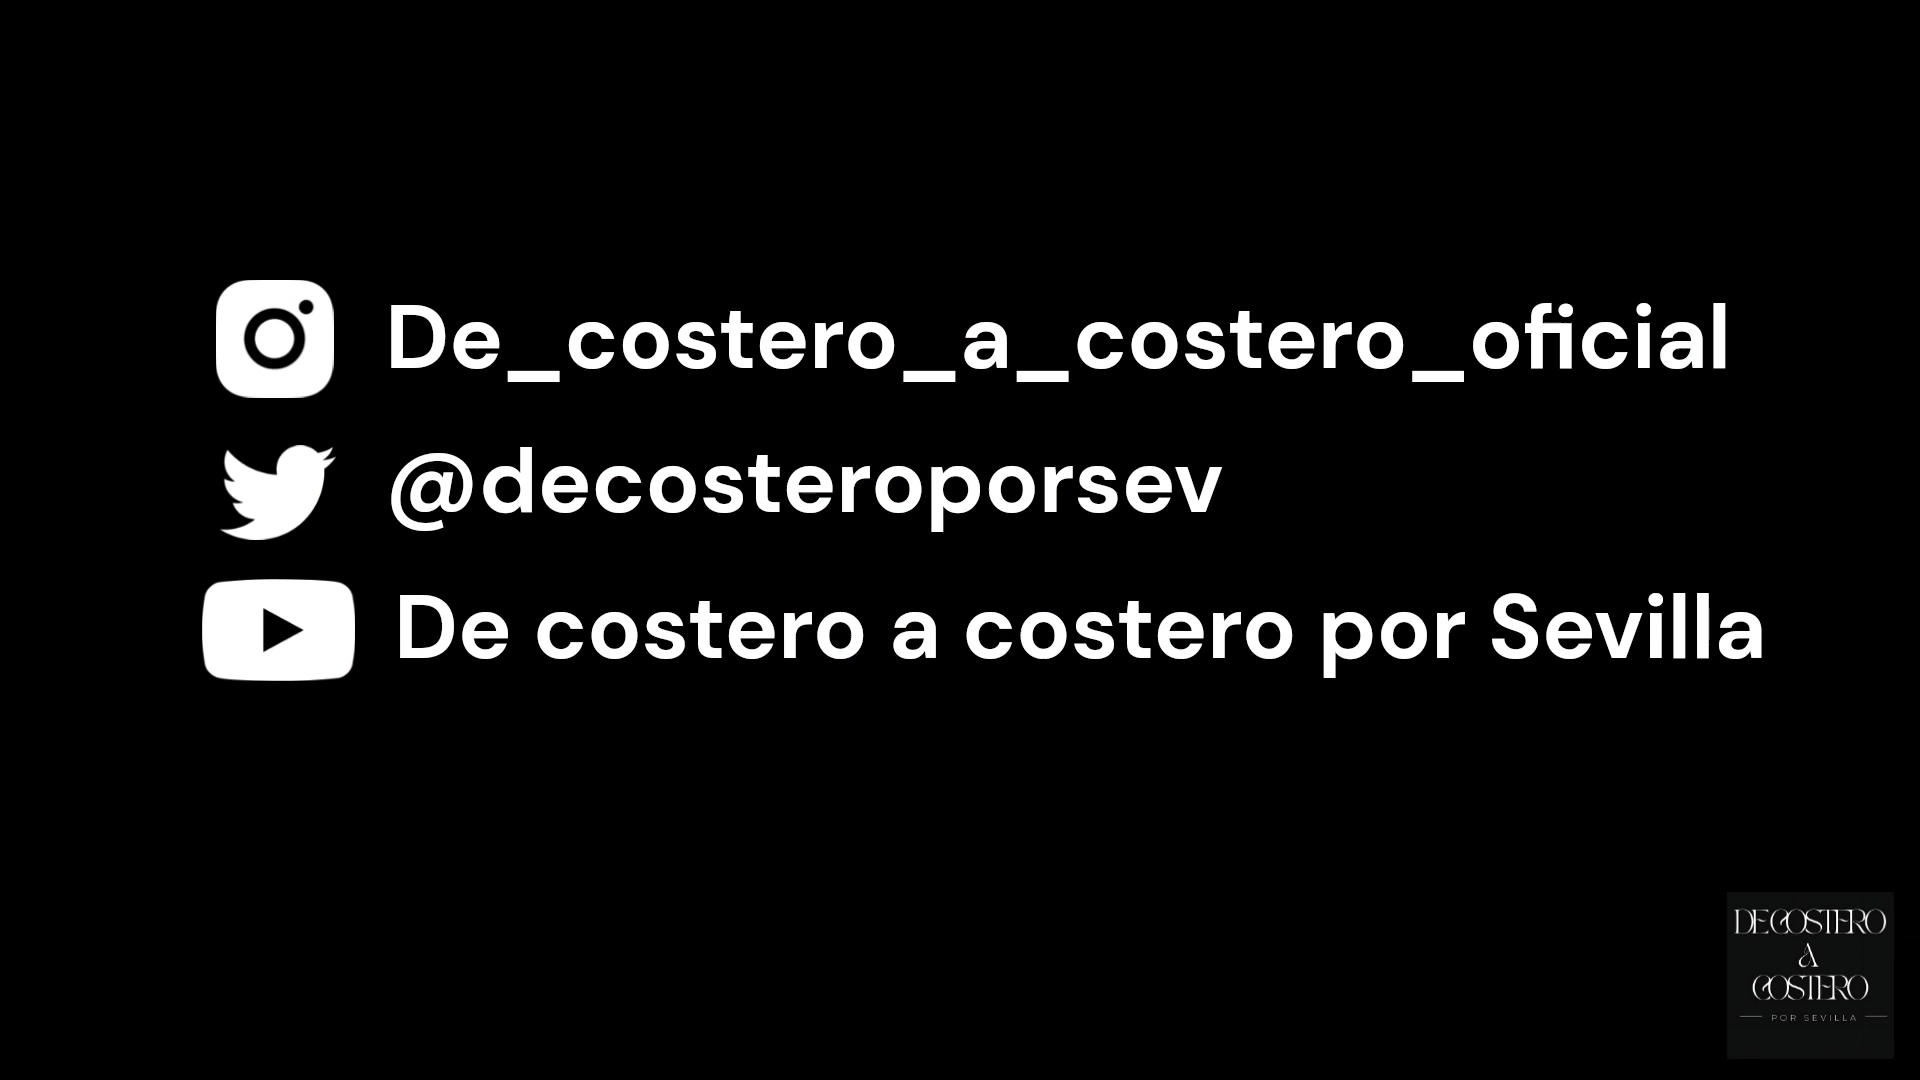 De_costero_a_costero_oficial
@decosteroporsev
De costero a costero por Sevilla
DE COSTERO
A
COSTERO
POR SEVILLA